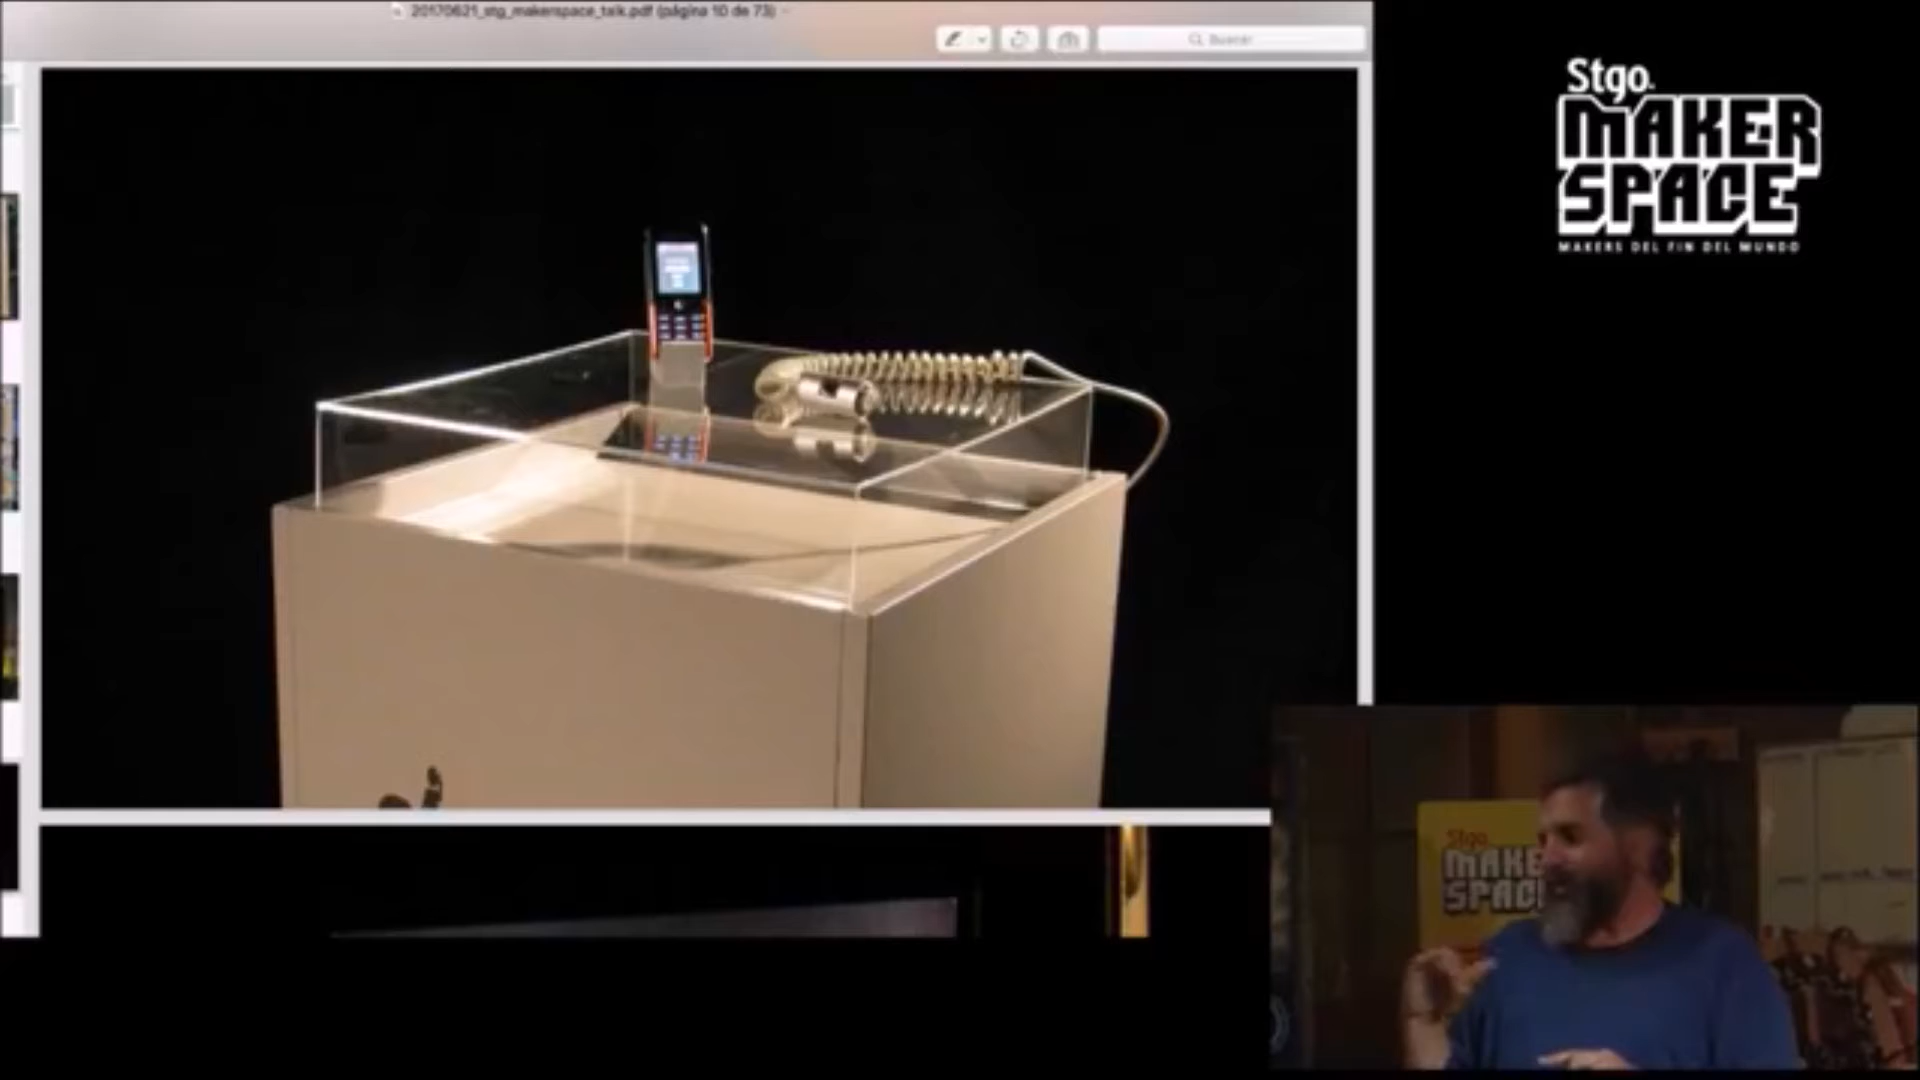 20170621_stg_makerspace_talk.pdf (página 10 de 73)
Buscar
Stgo.
MAKER
SPACE
MAKERS DEL FIN DEL MUNDO
Stgo.
MAKE
SPAC